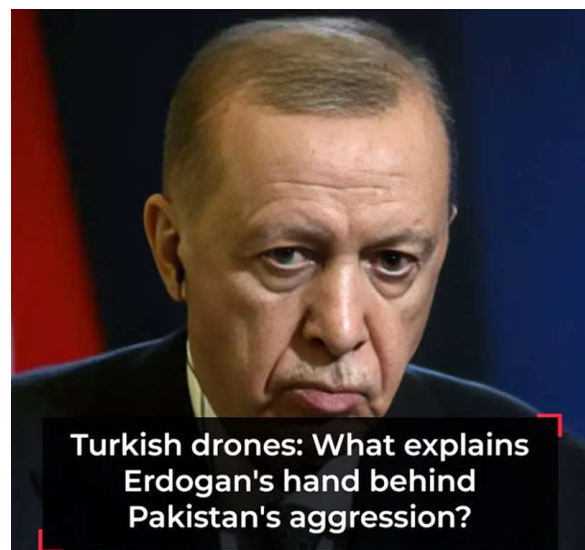 Turkish drones: What explains
Erdogan's hand behind
Pakistan's aggression?